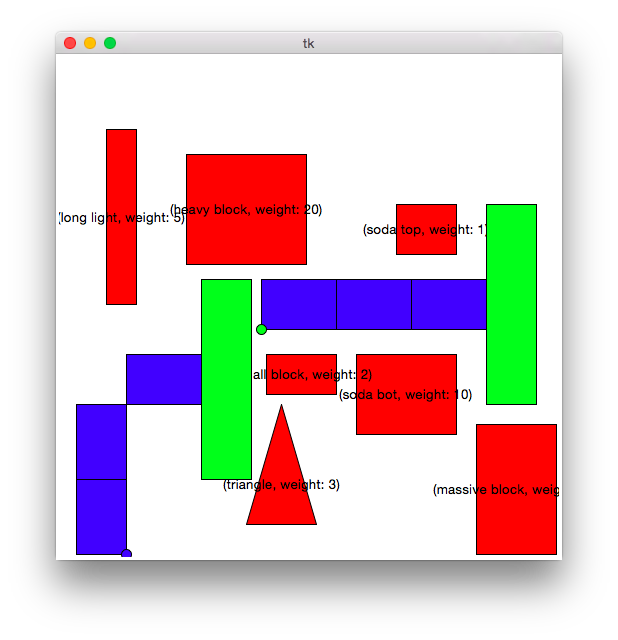 tk
(long light, weight: 5)
(heavy block, weight: 20)
(soda top, weight: 1)
all block, weight: 2)
(soda bot, weight: 10)
(triangle, weight: 3)
(massive block, weig